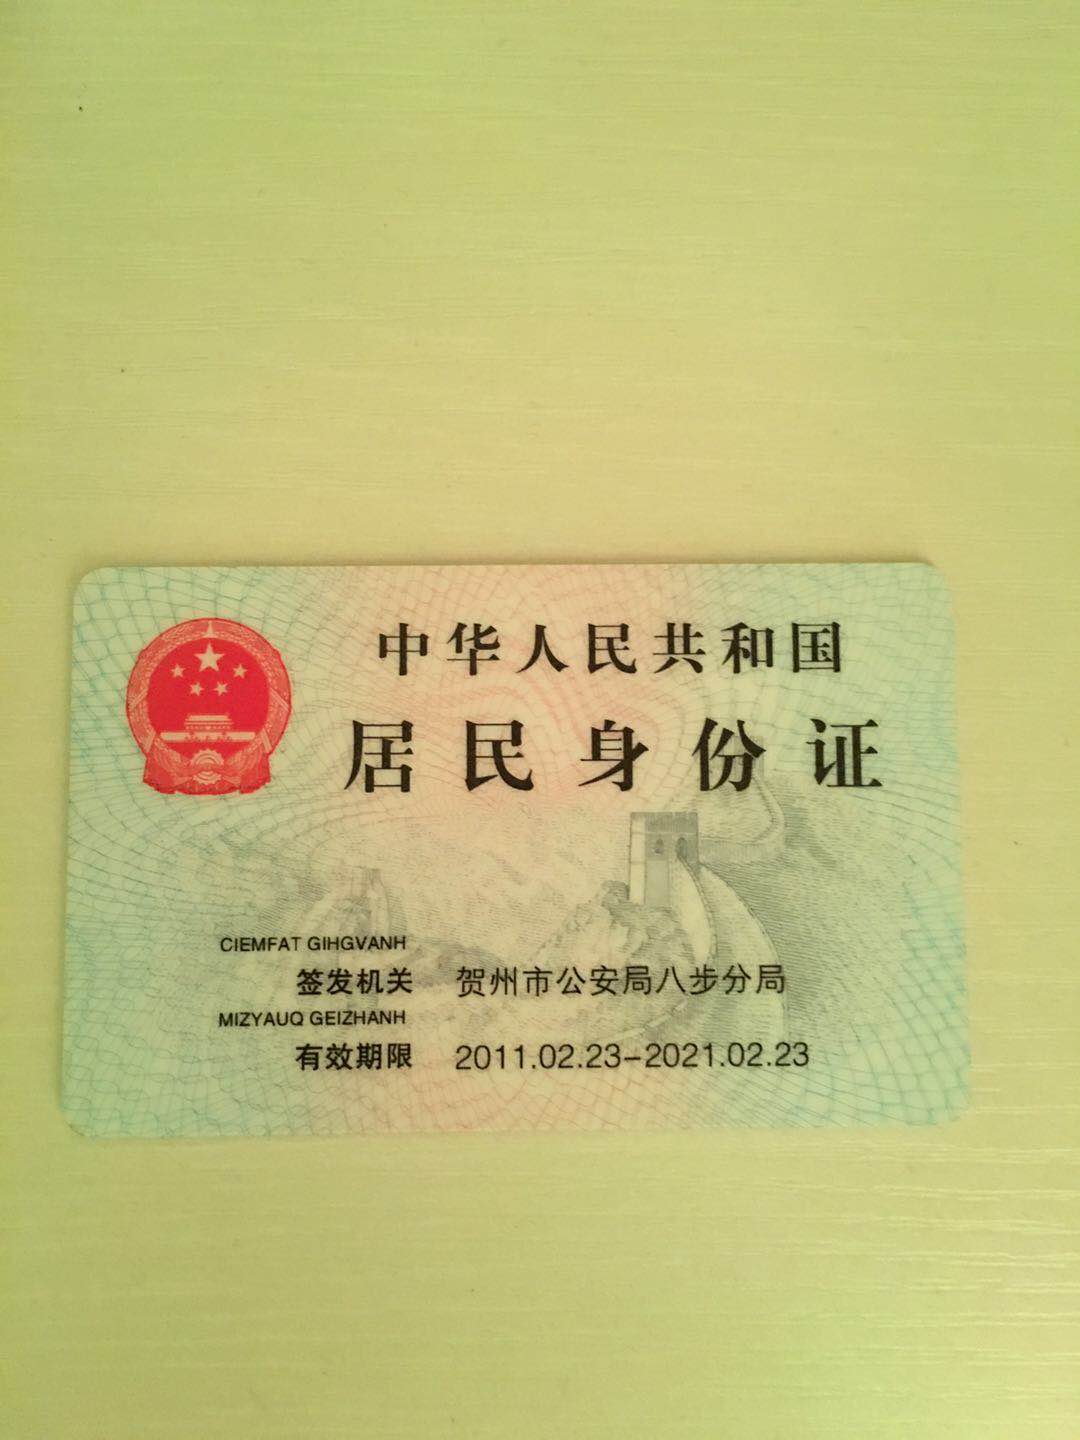 中华人民共和国
居民身份证
CIEMFAT GIHGVANH
签发机关 贺州市公安局八步分局
MIZYAUQ GEIZHANH
有效期限 2011.02.23-2021.02.23